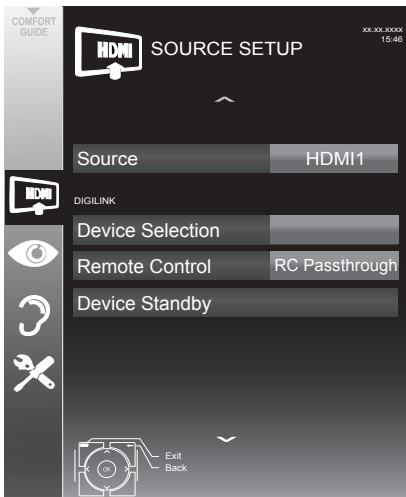 COMFORT
GUIDE
HDMI
SOURCE SETUP
xx.xx.xxxx
15:46
Source
HDMI1
HDMI
DIGILINK
Device Selection
Remote Control
RC Passthrough
Device Standby
Exit
Back
OK